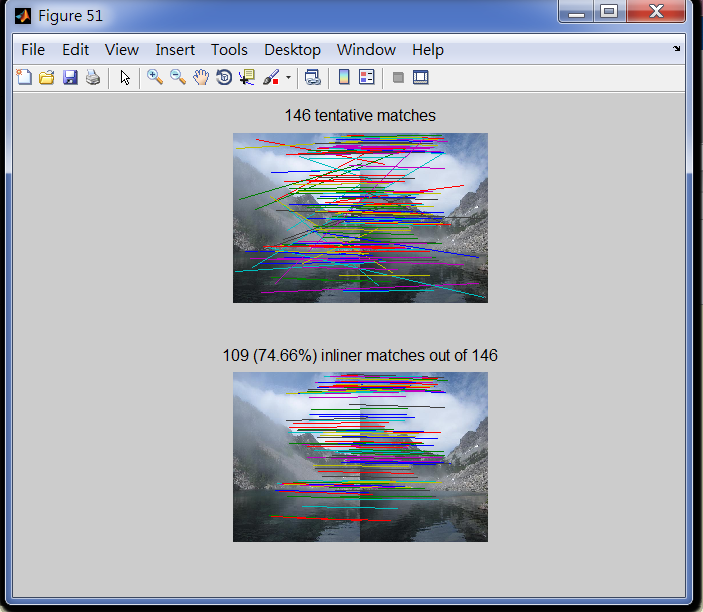 Figure 51
File Edit View Insert Tools Desktop Window Help
146 tentative matches
109 (74.66%) inliner matches out of 146